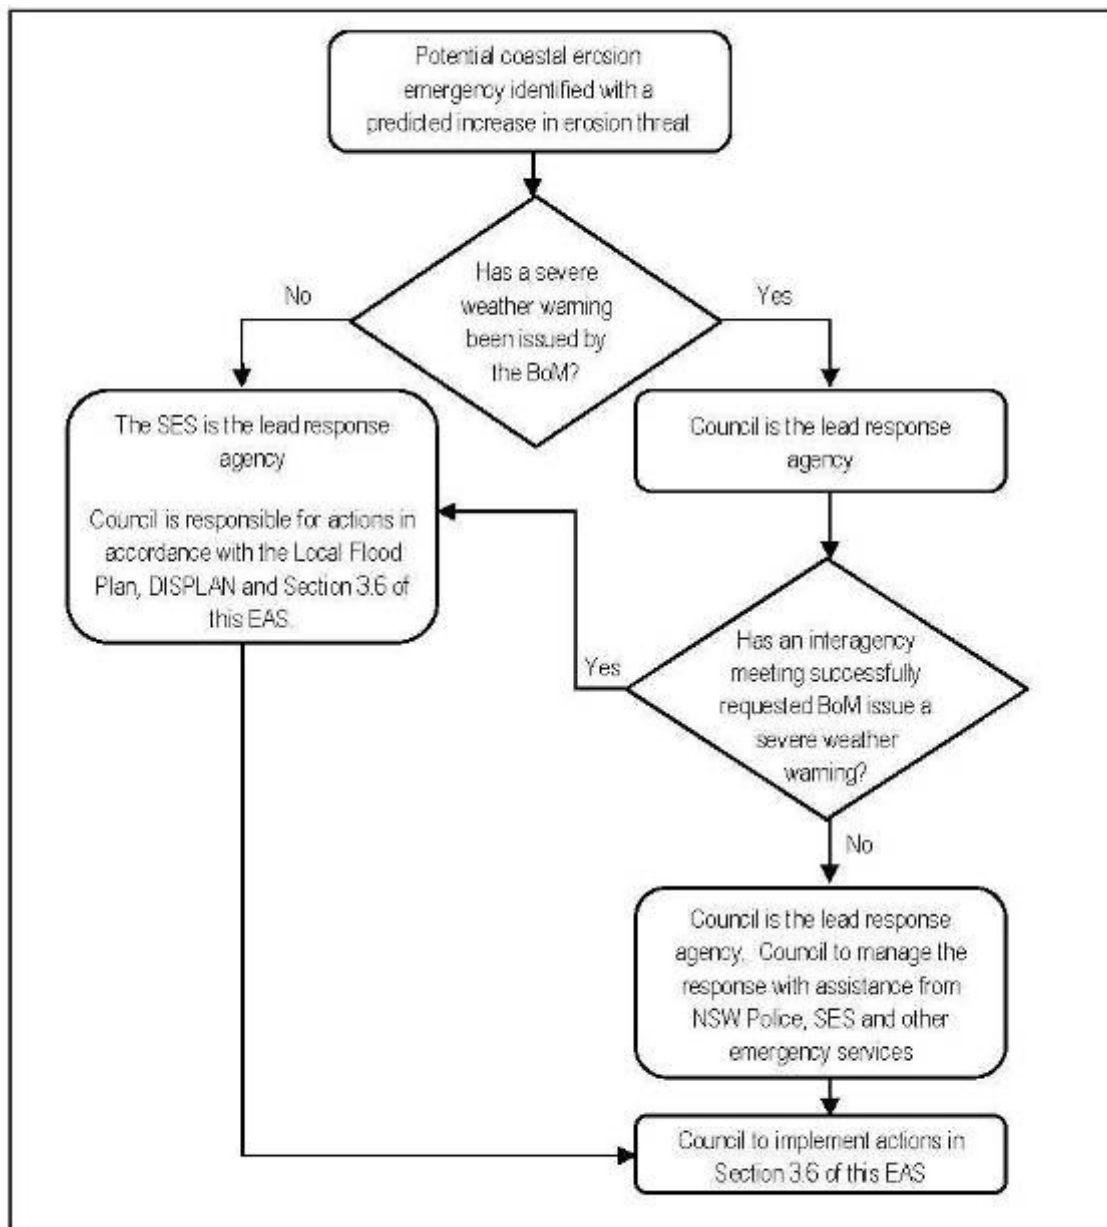 Potential coastal erosion
emergency identified with a
predicted increase in erosion threat
Has a severe
weather warning
been issued by
the BoM?
No
Yes
The SES is the lead response
agency
Council is responsible for actions in
accordance with the Local Flood
Plan, DISPLAN and Section 3.6 of
this EAS.
Council is the lead response
agency
Has an interagency
meeting successfully
requested BoM issue a
severe weather
warning?
Yes
No
Council is the lead response
agency. Council to manage the
response with assistance from
NSW Police, SES and other
emergency services
Council to implement actions in
Section 3.6 of this EAS